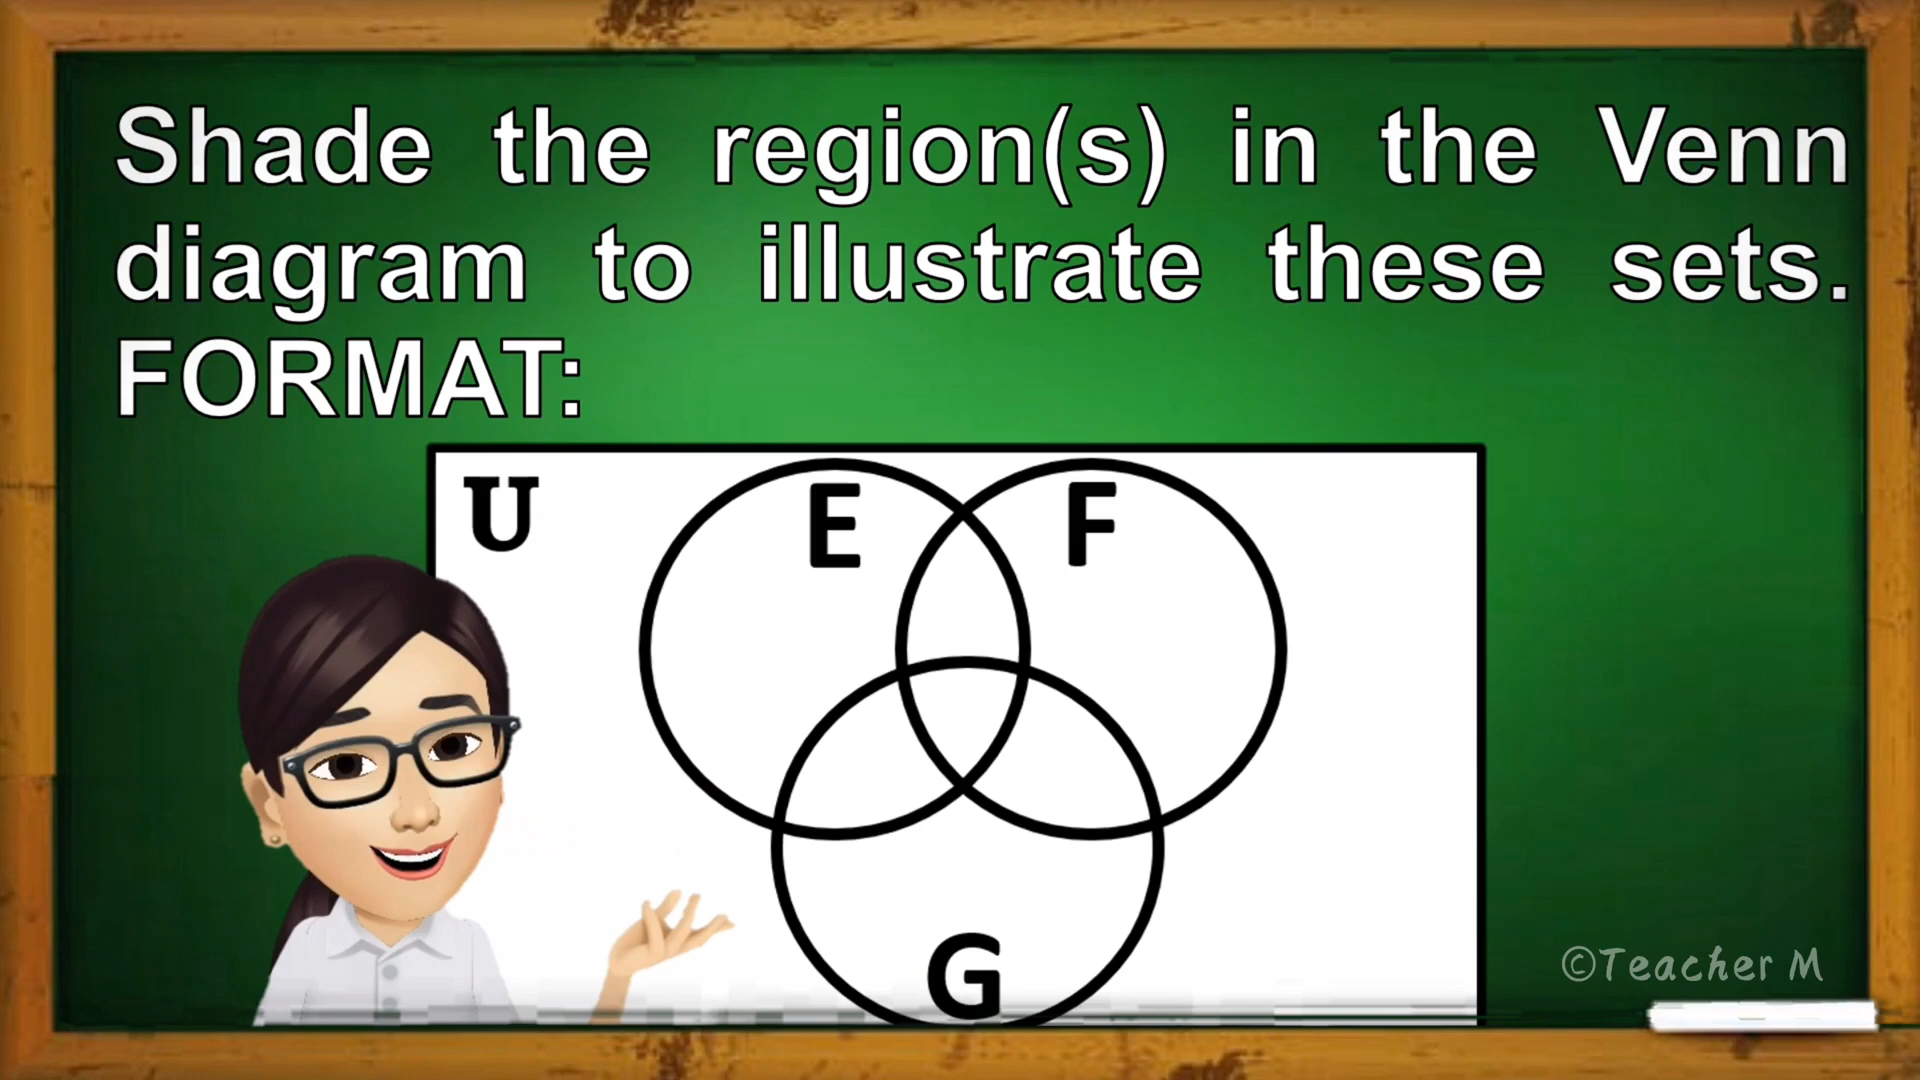 Shade the region(s) in the Venn
diagram to illustrate these sets.
FORMAT:
U
E
F
G
©Teacher M